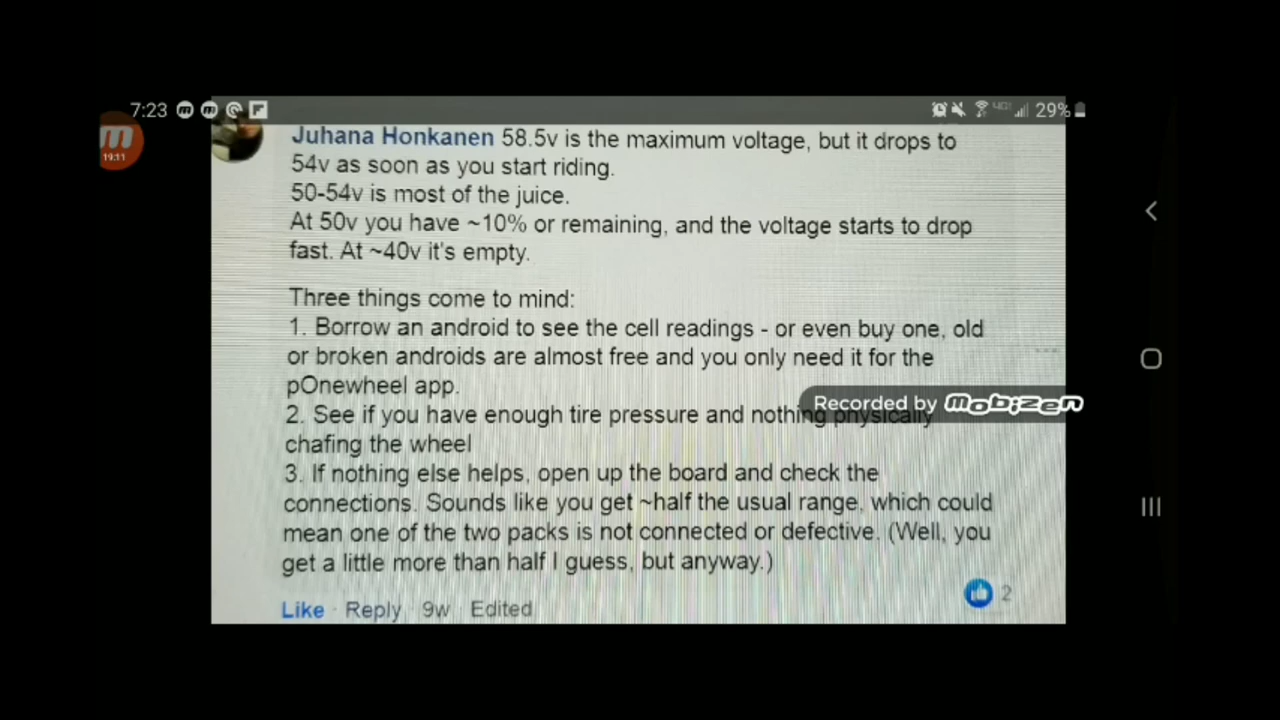 7:23
29%
19:11
Juhana Honkanen 58.5v is the maximum voltage, but it drops to
54v as soon as you start riding.
50-54v is most of the juice.
At 50v you have ~10% or remaining, and the voltage starts to drop
fast. At ~40v it's empty.
Three things come to mind:
1. Borrow an android to see the cell readings - or even buy one, old
or broken androids are almost free and you only need it for the
pOnewheel app.
Recorded by mobizen
2. See if you have enough tire pressure and nothing physically
chafing the wheel
3. If nothing else helps, open up the board and check the
connections. Sounds like you get ~half the usual range, which could
mean one of the two packs is not connected or defective. (Well, you
get a little more than half I guess, but anyway.)
2
Like · Reply · 9w · Edited